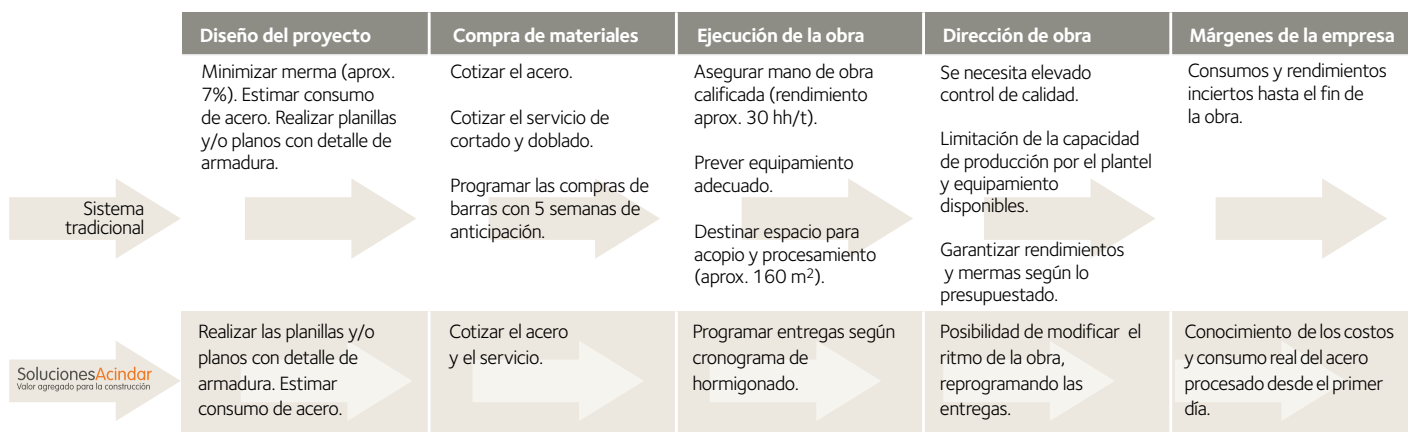 Diseño del proyecto
Compra de materiales
Ejecución de la obra
Dirección de obra
Márgenes de la empresa
Sistema
tradicional
Minimizar merma (aprox.
7%). Estimar consumo
de acero. Realizar planillas
y/o planos con detalle de
armadura.
Cotizar el acero.
Cotizar el servicio de
cortado y doblado.
Programar las compras de
barras con 5 semanas de
anticipación.
Asegurar mano de obra
calificada (rendimiento
aprox. 30 hh/t).
Prever equipamiento
adecuado.
Destinar espacio para
acopio y procesamiento
(aprox. 160 m²).
Se necesita elevado
control de calidad.
Limitación de la capacidad
de producción por el plantel
y equipamiento
disponibles.
Garantizar rendimientos
y mermas según lo
presupuestado.
Consumos y rendimientos
inciertos hasta el fin de
la obra.
SolucionesAcindar
Valor agregado para la construcción
Realizar las planillas y/o
planos con detalle de
armadura. Estimar
consumo de acero.
Cotizar el acero
y el servicio.
Programar entregas según
cronograma de
hormigonado.
Posibilidad de modificar el
ritmo de la obra,
reprogramando las
entregas.
Conocimiento de los costos
y consumo real del acero
procesado desde el primer
día.